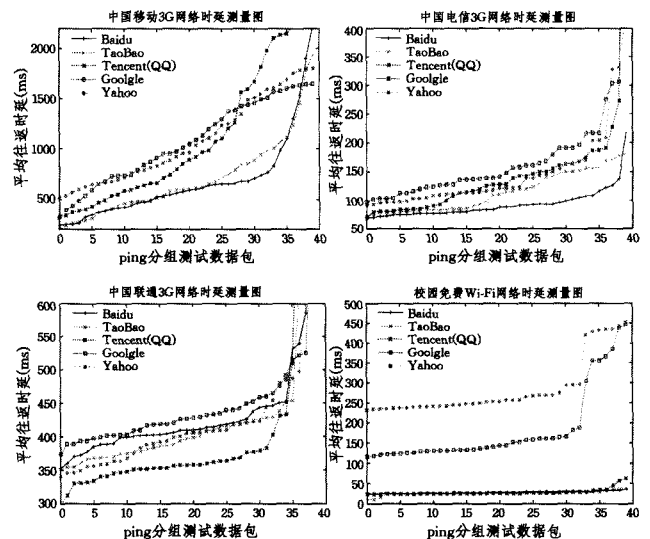 中国移动3G网络时延测量图
2000
1500
1000
500
平均往返时延(ms)
Baidu
TaoBao
Tencent(QQ)
Goolgle
Yahoo
0 5 10 15 20 25 30 35 40
ping分组测试数据包
中国电信3G网络时延测量图
400
350
300
250
200
150
100
50
平均往返时延(ms)
Baidu
TaoBao
Tencent(QQ)
Goolgle
Yahoo
0 5 10 15 20 25 30 35 40
ping分组测试数据包
中国联通3G网络时延测量图
600
550
500
450
400
350
300
平均往返时延(ms)
Baidu
TaoBao
Tencent(QQ)
Goolgle
Yahoo
0 5 10 15 20 25 30 35 40
ping分组测试数据包
校园免费Wi-Fi网络时延测量图
500
450
400
350
300
250
200
150
100
50
0
平均往返时延(ms)
Baidu
TaoBao
Tencent(QQ)
Goolgle
Yahoo
0 5 10 15 20 25 30 35 40
ping分组测试数据包